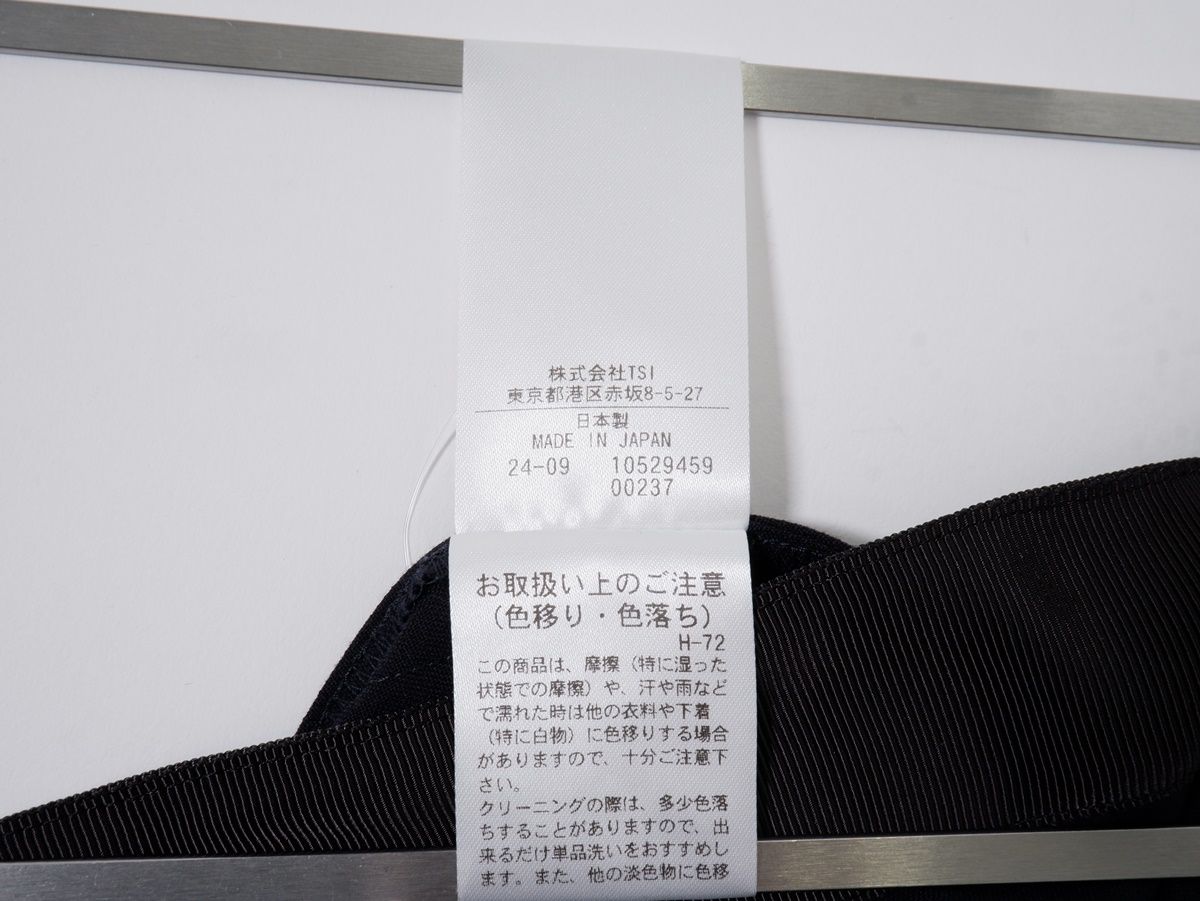 株式会社TSI
東京都港区赤坂8-5-27
日本製
MADE IN JAPAN
24-09 10529459
00237
お取扱い上のご注意
(色移り・色落ち)
H-72
この商品は、摩擦（特に湿った
状態での摩擦）や、汗や雨など
で濡れた時は他の衣料や下着
（特に白物）に色移りする場合
がありますので、十分ご注意下
さい。
クリーニングの際は、多少色落
ちすることがありますので、出
来るだけ単品洗いをおすすめし
ます。また、他の淡色物に色移